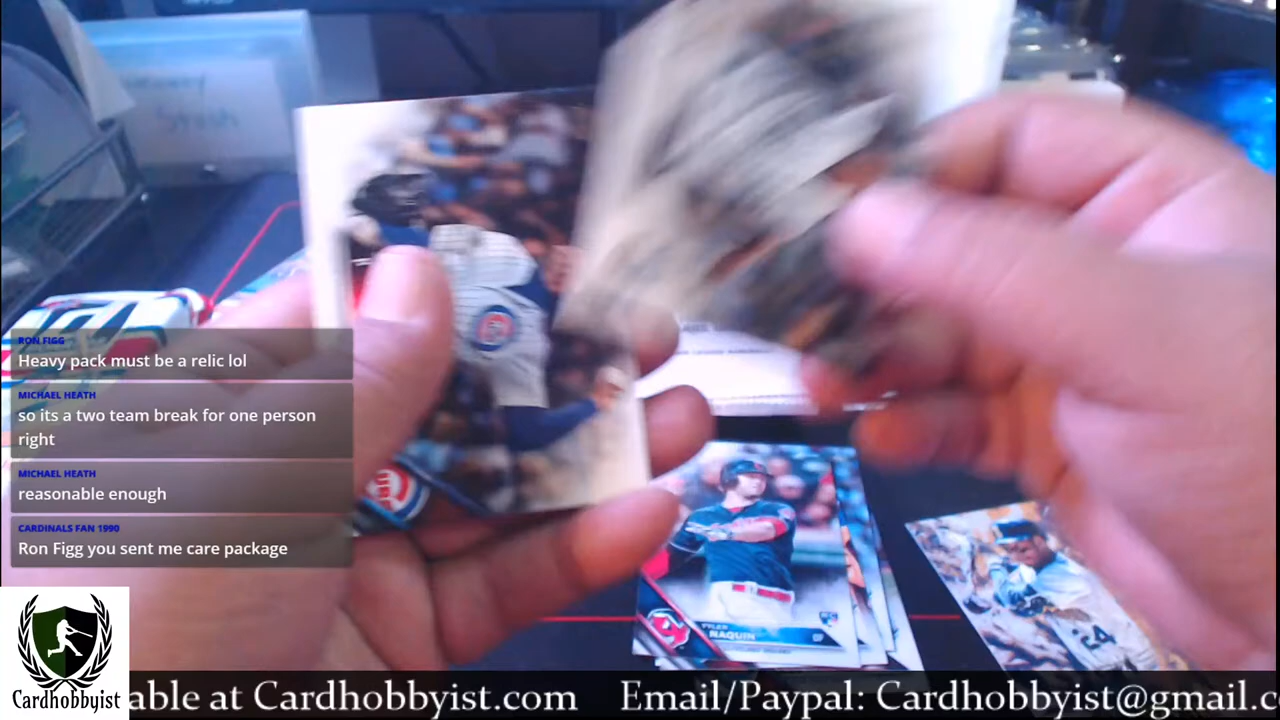 RON FIGG
Heavy pack must be a relic lol
MICHAEL HEATH
so its a two team break for one person
right
MICHAEL HEATH
reasonable enough
CARDINALS FAN 1990
Ron Figg you sent me care package
TYLER
NAQUIN
OF
24
Cardhobbyist
able at Cardhobbyist.com Email/Paypal: Cardhobbyist@gmail.c